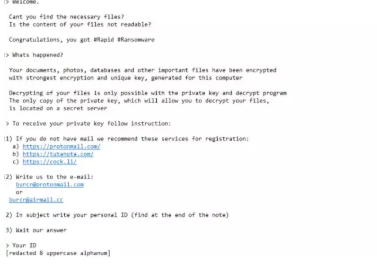 :> Welcome.
Cant you find the necessary files?
Is the content of your files not readable?
Congratulations, you got #Rapid #Ransomware
:> Whats happened?
Your documents, photos, databases and other important files have been encrypted
with strongest encryption and unique key, generated for this computer
Decrypting of your files is only possible with the private key and decrypt program
The only copy of the private key, which will allow you to decrypt your files,
is located on a secret server
> To receive your private key follow instruction:
:1) If you do not have mail we recommend these services for registration:
a) https://protonmail.com/
b) https://tutanota.com/
c) https://cock.li/
:2) Write us to the e-mail:
burcr@protonmail.com
or
burcr@airmail.cc
2) In subject write your personal ID (find at the end of the note)
3) Wait our answer
> Your ID
[redacted 8 uppercase alphanum]